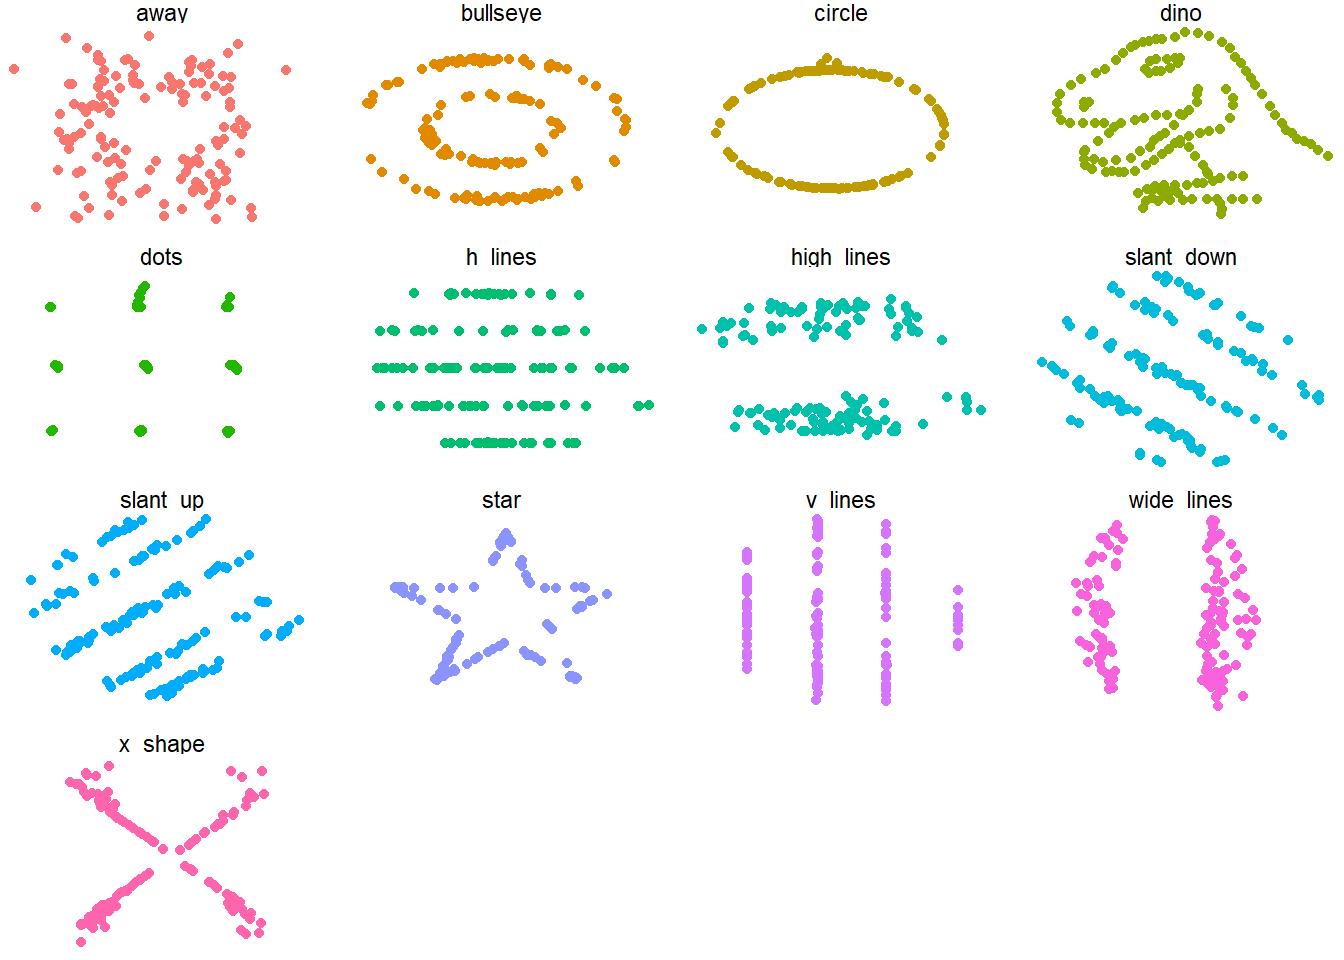 away
bullseye
circle
dino
dots
h_lines
high_lines
slant_down
slant_up
star
v_lines
wide_lines
x_shape